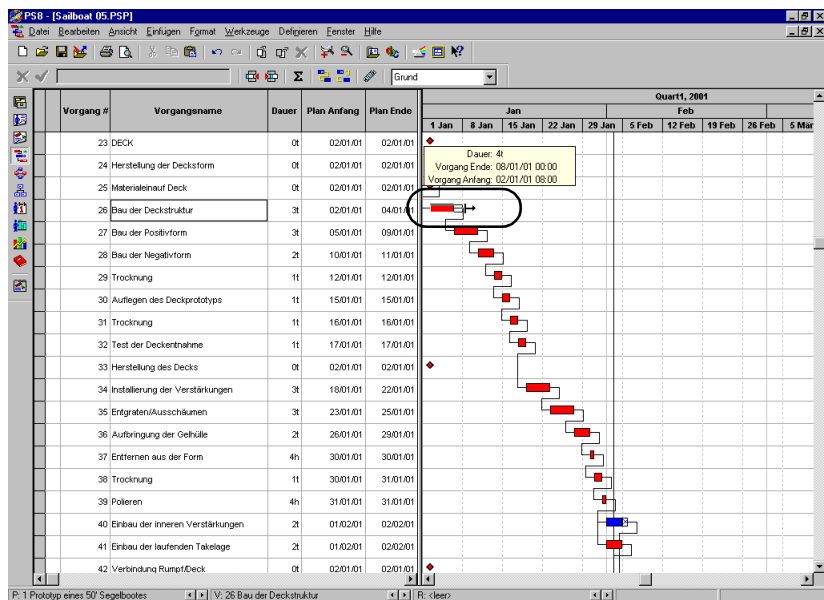 PS8 - [Sailboat 05.PSP]
Datei Bearbeiten Ansicht Einfügen Format Werkzeuge Definieren Fenster Hilfe
Grund
Vorgang # Vorgangsname Dauer Plan Anfang Plan Ende
Quart1, 2001
Jan Feb
1 Jan 8 Jan 15 Jan 22 Jan 29 Jan 5 Feb 12 Feb 19 Feb 26 Feb 5 Mär
23 DECK 0t 02/01/01 02/01/01
24 Herstellung der Decksform 0t 02/01/01 02/01/01
25 Materialeinauf Deck 0t 02/01/01 02/01/01
26 Bau der Deckstruktur 3t 02/01/01 04/01/01
27 Bau der Positivform 3t 05/01/01 09/01/01
28 Bau der Negativform 2t 10/01/01 11/01/01
29 Trocknung 1t 12/01/01 12/01/01
30 Auflegen des Deckprototyps 1t 15/01/01 15/01/01
31 Trocknung 1t 16/01/01 16/01/01
32 Test der Deckentnahme 1t 17/01/01 17/01/01
33 Herstellung des Decks 0t 02/01/01 02/01/01
34 Installierung der Verstärkungen 3t 18/01/01 22/01/01
35 Entgraten/Ausschäumen 3t 23/01/01 25/01/01
36 Aufbringung der Gelhülle 2t 26/01/01 29/01/01
37 Entfernen aus der Form 4h 30/01/01 30/01/01
38 Trocknung 1t 30/01/01 31/01/01
39 Polieren 4h 31/01/01 31/01/01
40 Einbau der inneren Verstärkungen 2t 01/02/01 02/02/01
41 Einbau der laufenden Takelage 2t 01/02/01 02/02/01
42 Verbindung Rumpf/Deck 0t 02/01/01 02/01/01
Dauer: 4t
Vorgang Ende: 08/01/01 00:00
Vorgang Anfang: 02/01/01 08:00
P: 1 Prototyp eines 50' Segelbootes V: 26 Bau der Deckstruktur R: <leer>